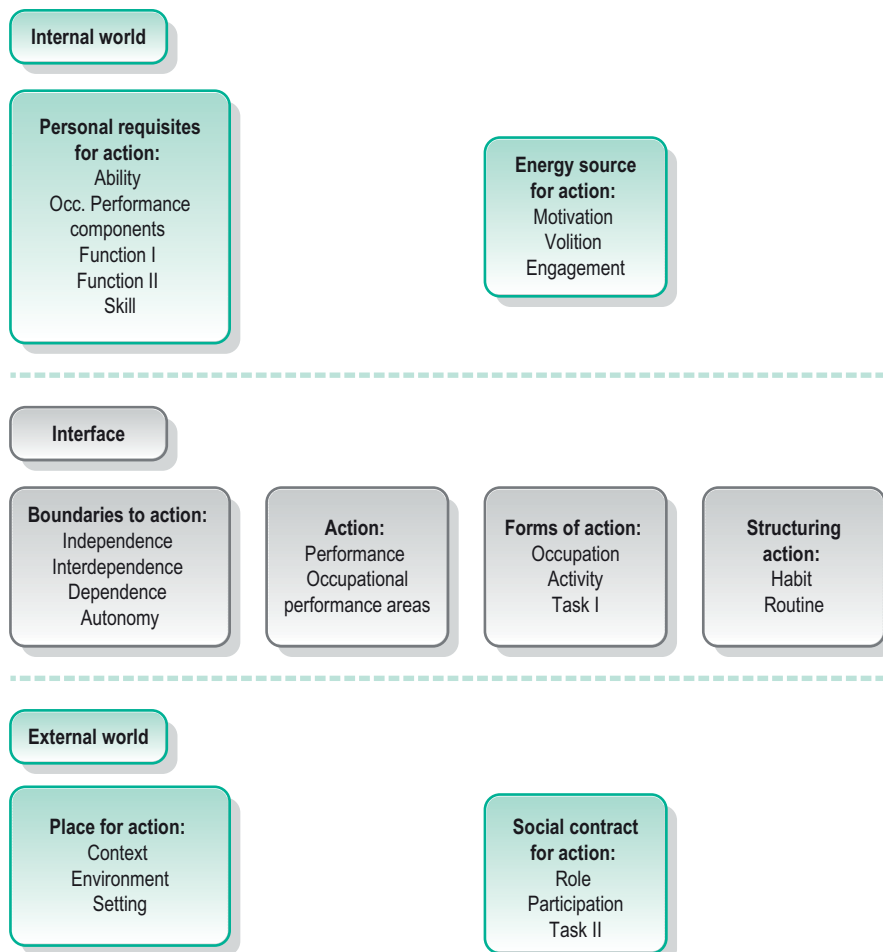 Internal world
Personal requisites
for action:
Ability
Occ. Performance
components
Function I
Function II
Skill
Energy source
for action:
Motivation
Volition
Engagement
Interface
Boundaries to action:
Independence
Interdependence
Dependence
Autonomy
Action:
Performance
Occupational
performance areas
Forms of action:
Occupation
Activity
Task I
Structuring
action:
Habit
Routine
External world
Place for action:
Context
Environment
Setting
Social contract
for action:
Role
Participation
Task II